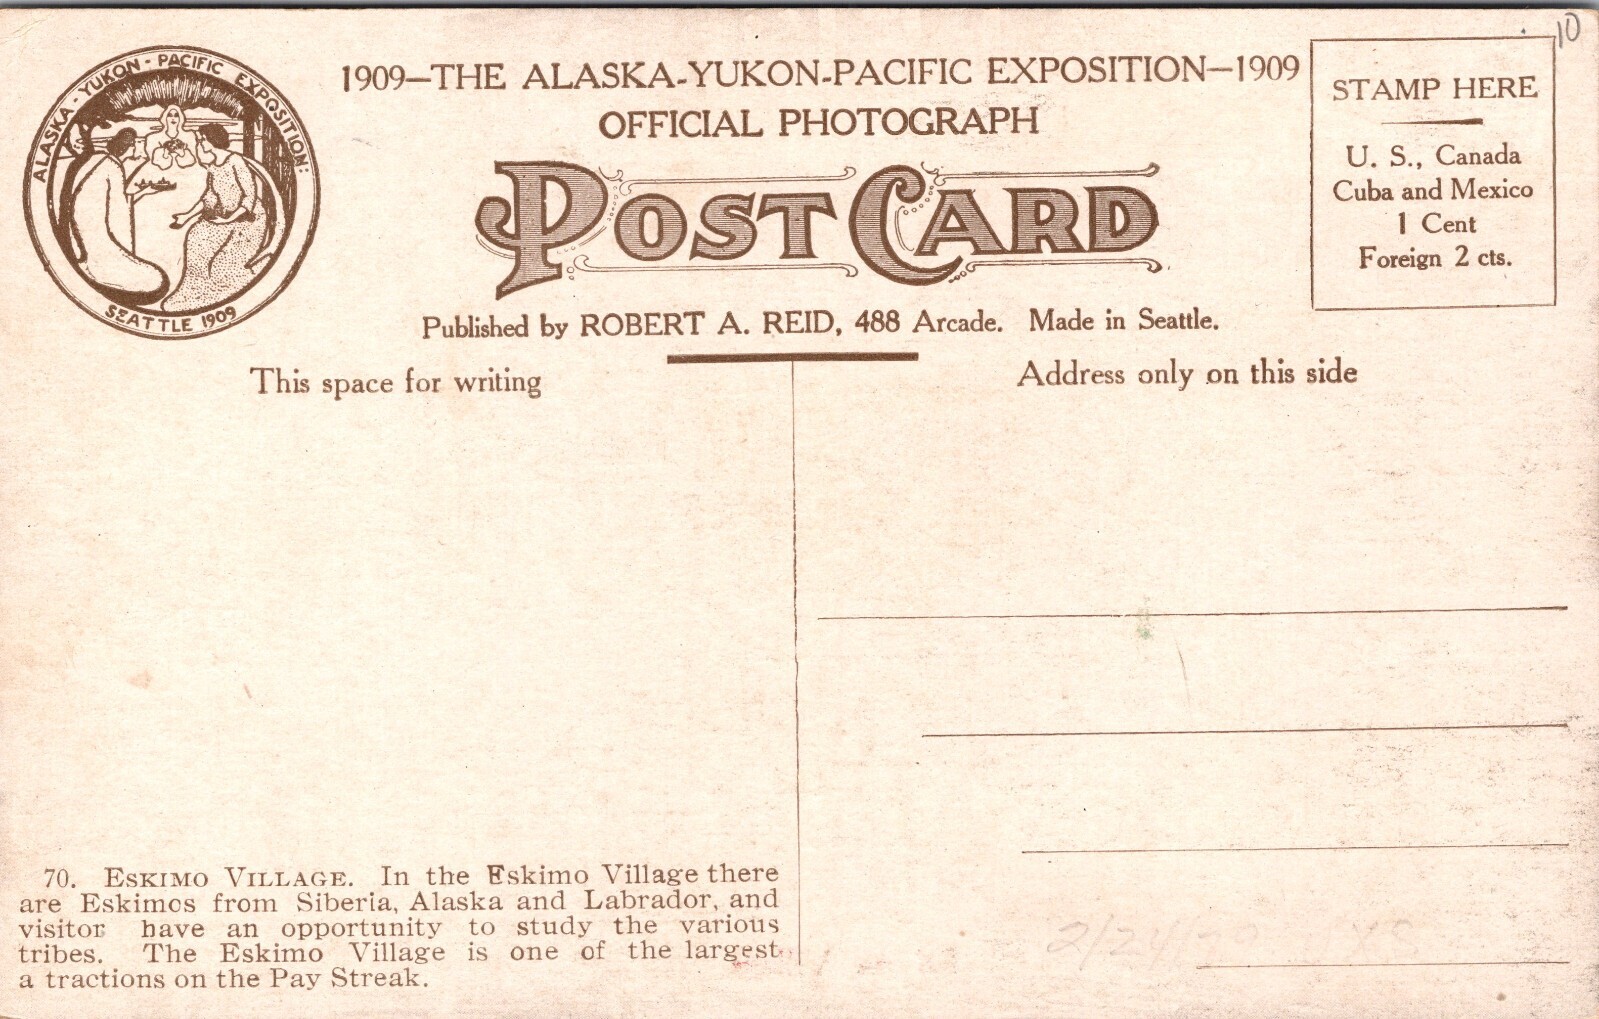 10
ALASKA-YUKON-PACIFIC EXPOSITION:
SEATTLE 1909
1909—THE ALASKA-YUKON-PACIFIC EXPOSITION—1909
OFFICIAL PHOTOGRAPH
POST CARD
Published by ROBERT A. REID, 488 Arcade. Made in Seattle.
STAMP HERE
U. S., Canada
Cuba and Mexico
1 Cent
Foreign 2 cts.
This space for writing
Address only on this side
70. ESKIMO VILLAGE. In the Eskimo Village there
are Eskimos from Siberia, Alaska and Labrador, and
visitor have an opportunity to study the various
tribes. The Eskimo Village is one of the largest
a tractions on the Pay Streak.